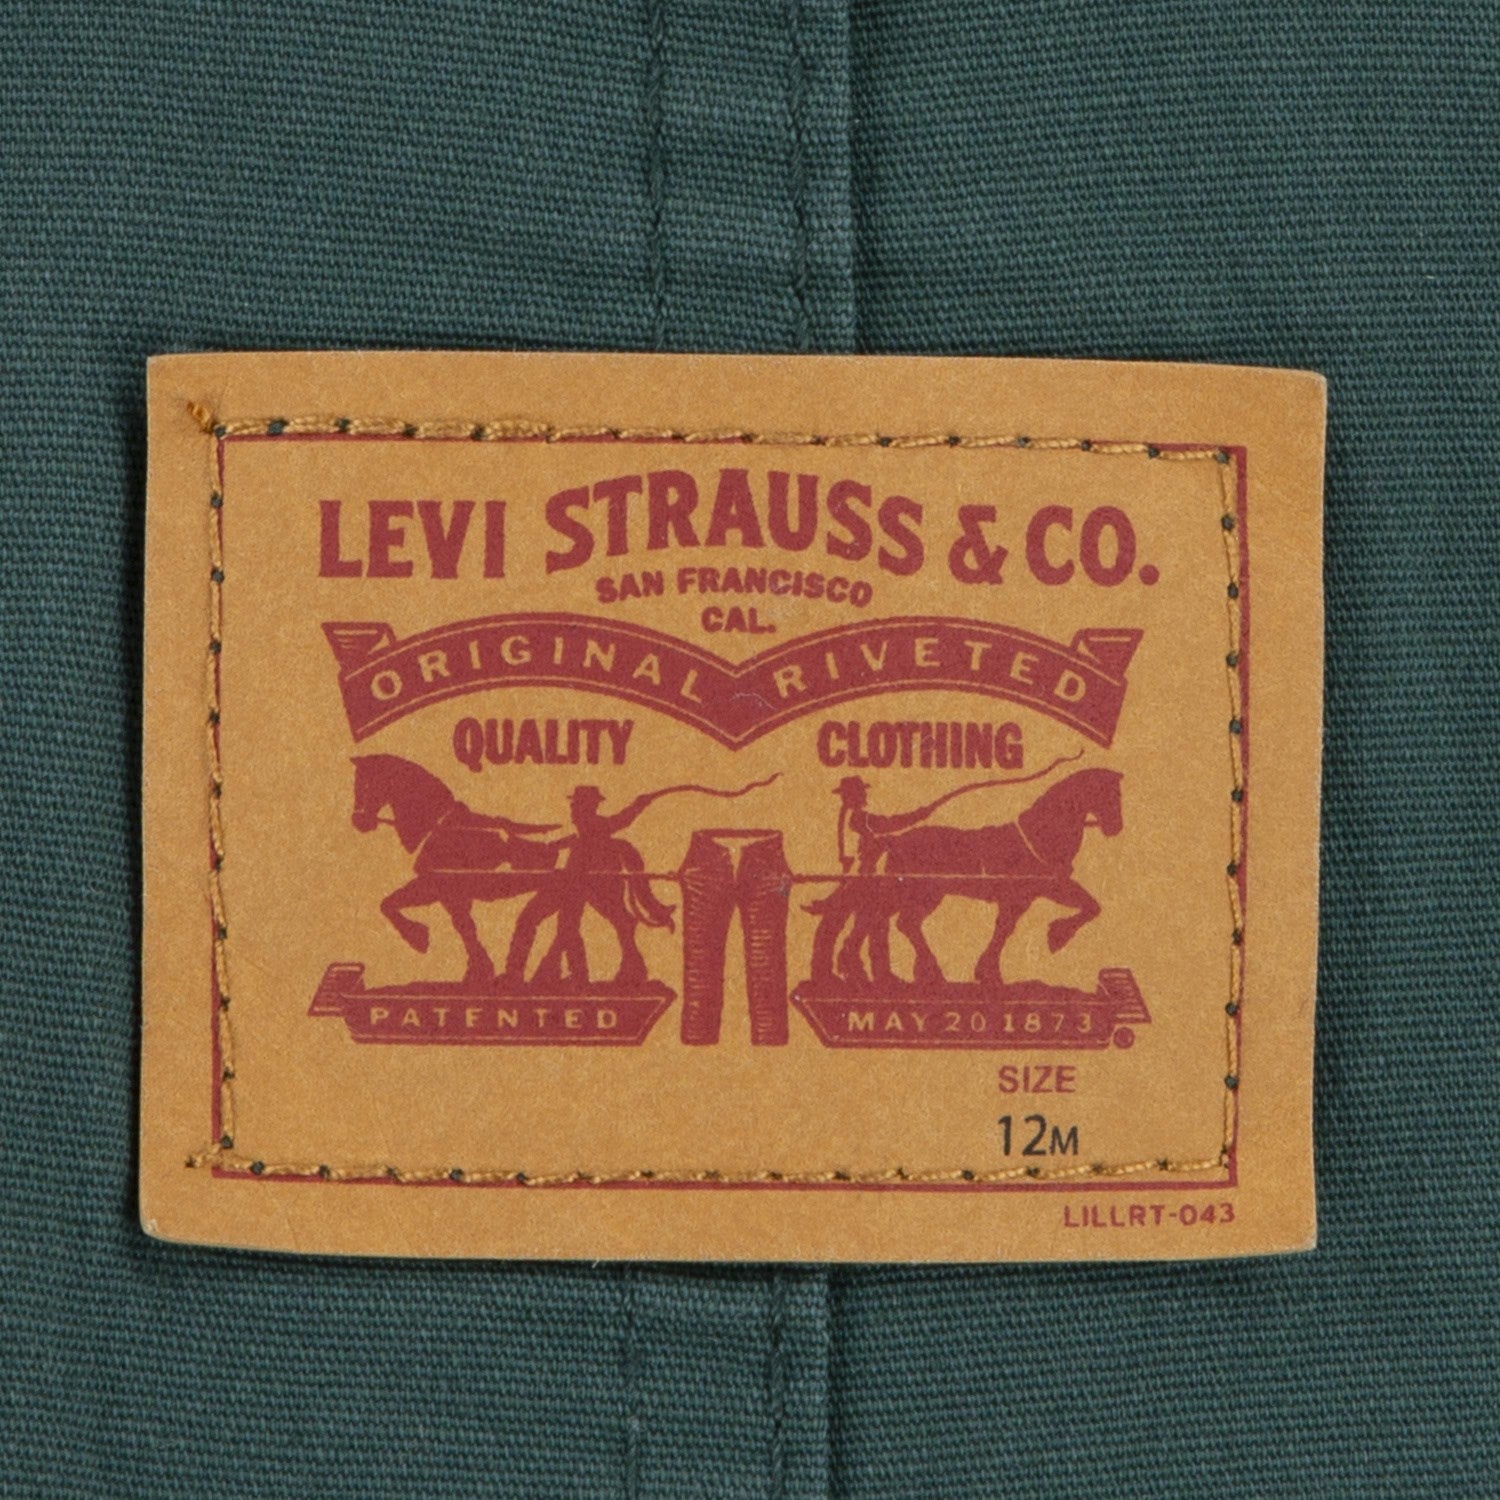 LEVI STRAUSS & CO.
SAN FRANCISCO
CAL.
ORIGINAL RIVETED
QUALITY CLOTHING
PATENTED MAY 20 1873 ®
SIZE
12M
LILLRT-043